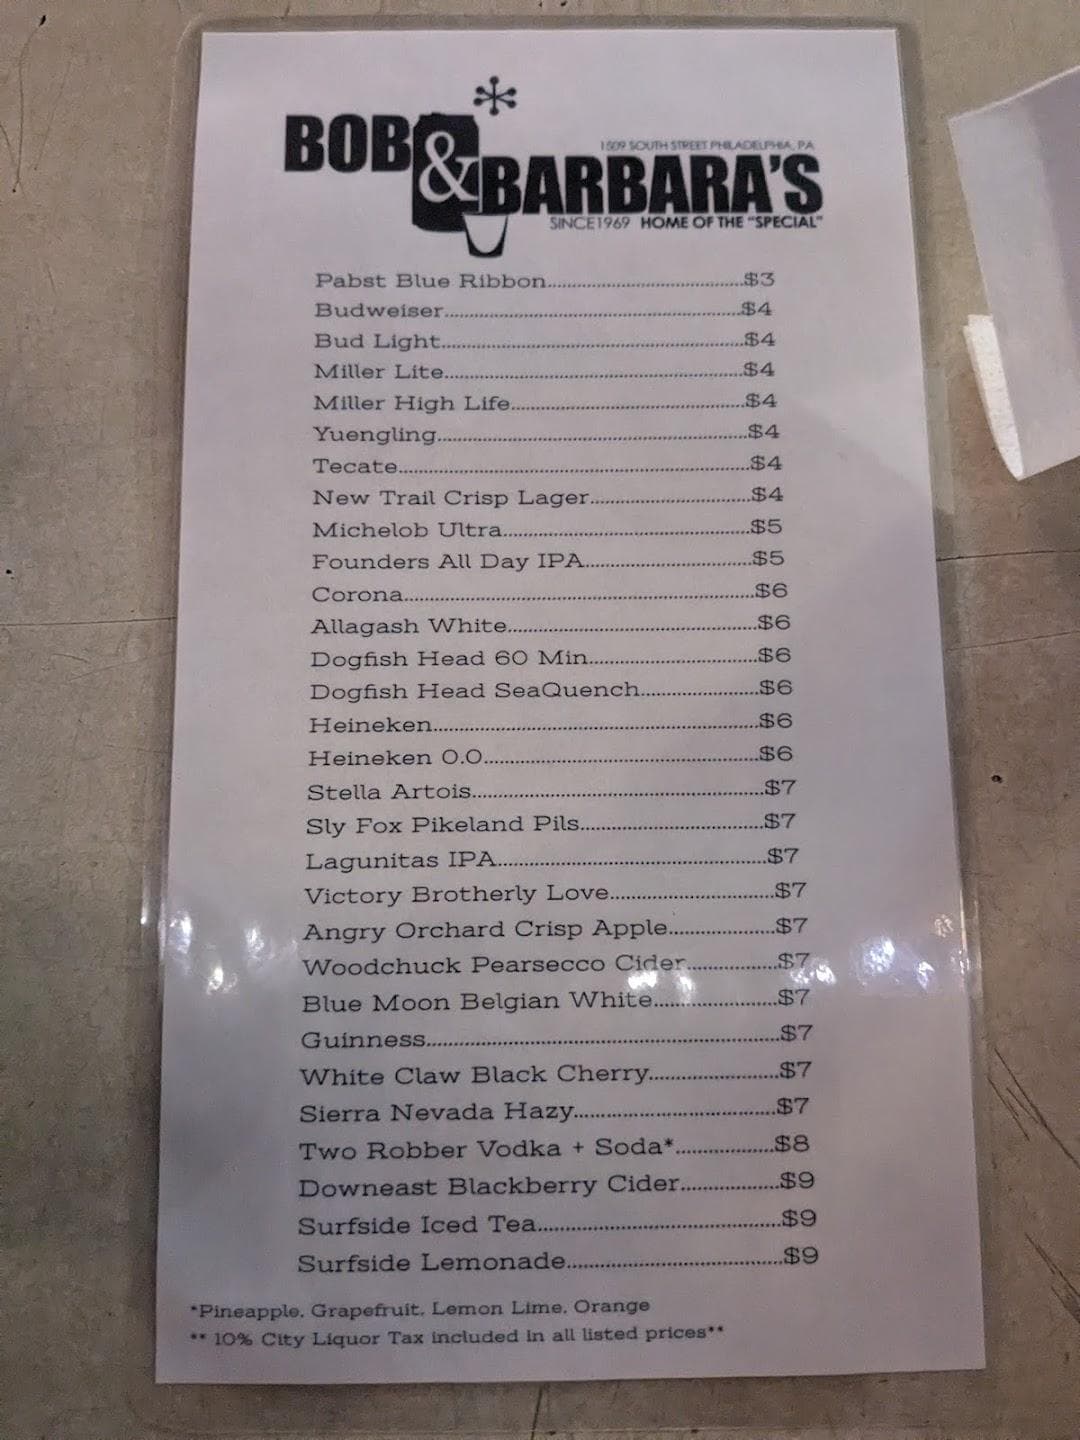 BOB & BARBARA'S
1509 SOUTH STREET PHILADELPHIA, PA
SINCE1969 HOME OF THE "SPECIAL"
Pabst Blue Ribbon.....$3
Budweiser.....$4
Bud Light.....$4
Miller Lite.....$4
Miller High Life.....$4
Yuengling.....$4
Tecate.....$4
New Trail Crisp Lager.....$4
Michelob Ultra.....$5
Founders All Day IPA.....$5
Corona.....$6
Allagash White.....$6
Dogfish Head 60 Min.....$6
Dogfish Head SeaQuench.....$6
Heineken.....$6
Heineken 0.0.....$6
Stella Artois.....$7
Sly Fox Pikeland Pils.....$7
Lagunitas IPA.....$7
Victory Brotherly Love.....$7
Angry Orchard Crisp Apple.....$7
Woodchuck Pearsecco Cider.....$7
Blue Moon Belgian White.....$7
Guinness.....$7
White Claw Black Cherry.....$7
Sierra Nevada Hazy.....$7
Two Robber Vodka + Soda*.....$8
Downeast Blackberry Cider.....$9
Surfside Iced Tea.....$9
Surfside Lemonade.....$9
*Pineapple, Grapefruit, Lemon Lime, Orange
** 10% City Liquor Tax included in all listed prices**